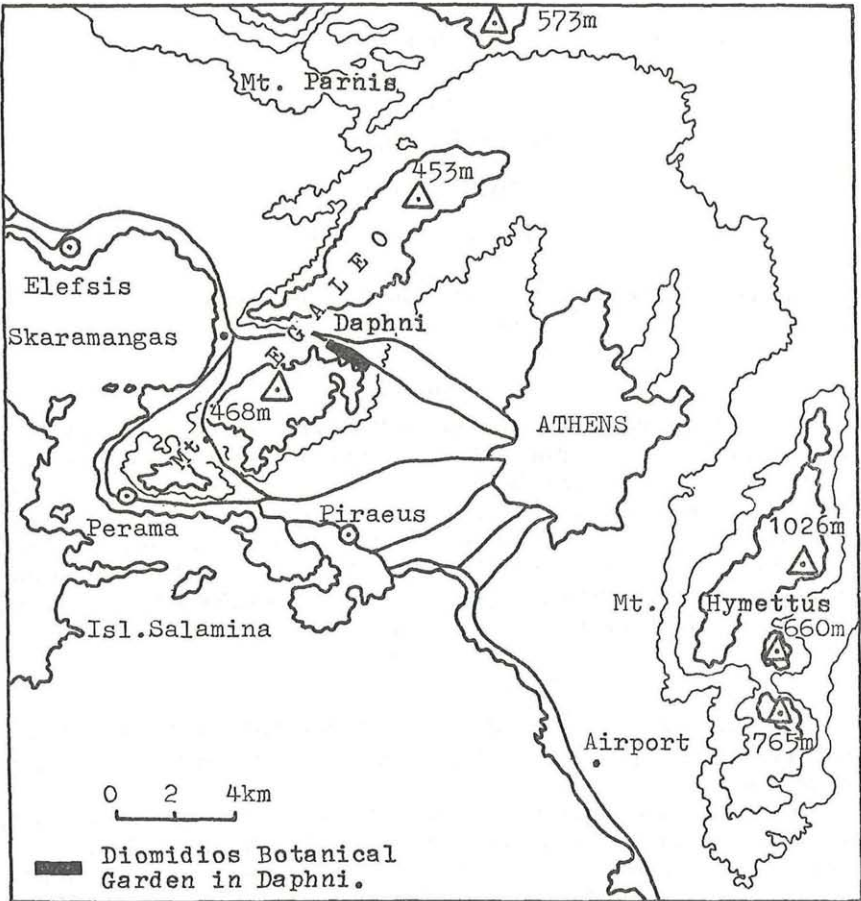 573m
Mt. Parnis
453m
Elefsis
Skaramangas
Mt. EGALEO
Daphni
468m
ATHENS
Perama
Piraeus
1026m
Mt. Hymettus
660m
Isl.Salamina
Airport
765m
0 2 4km
Diomidios Botanical
Garden in Daphni.